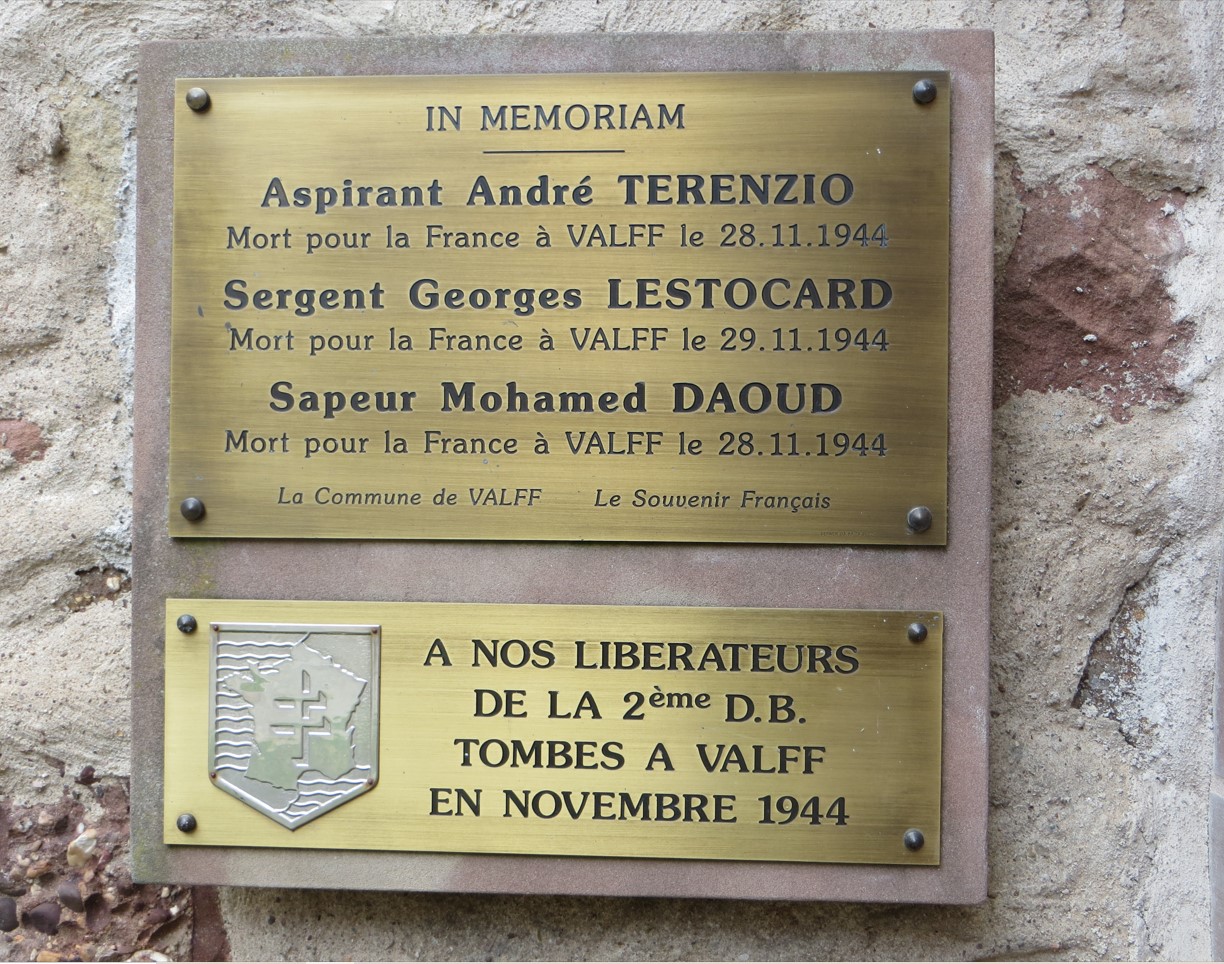 IN MEMORIAM
Aspirant André TERENZIO
Mort pour la France à VALFF le 28.11.1944
Sergent Georges LESTOCARD
Mort pour la France à VALFF le 29.11.1944
Sapeur Mohamed DAOUD
Mort pour la France à VALFF le 28.11.1944
La Commune de VALFF Le Souvenir Français
A NOS LIBERATEURS
DE LA 2ème D.B.
TOMBES A VALFF
EN NOVEMBRE 1944